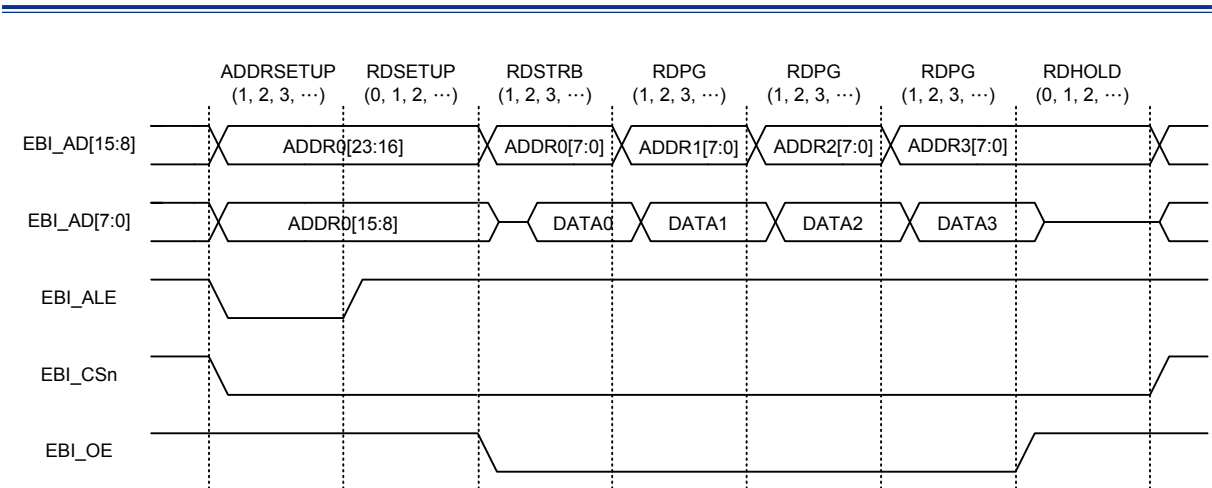 ADDRSETUP RDSETUP RDSTRB RDPG RDPG RDPG RDHOLD
(1, 2, 3, ⋯) (0, 1, 2, ⋯) (1, 2, 3, ⋯) (1, 2, 3, ⋯) (1, 2, 3, ⋯) (1, 2, 3, ⋯) (0, 1, 2, ⋯)
EBI_AD[15:8] ADDR0[23:16] ADDR0[7:0] ADDR1[7:0] ADDR2[7:0] ADDR3[7:0]
EBI_AD[7:0] ADDR0[15:8] DATA0 DATA1 DATA2 DATA3
EBI_ALE
EBI_CSn
EBI_OE